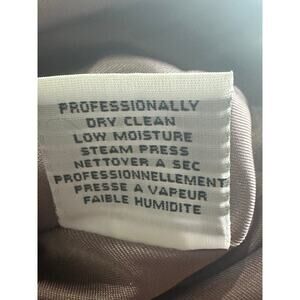 PROFESSIONALLY
DRY CLEAN
LOW MOISTURE
STEAM PRESS
NETTOYER A SEC
PROFESSIONNELLEMENT
PRESSE A VAPEUR
FAIBLE HUMIDITE